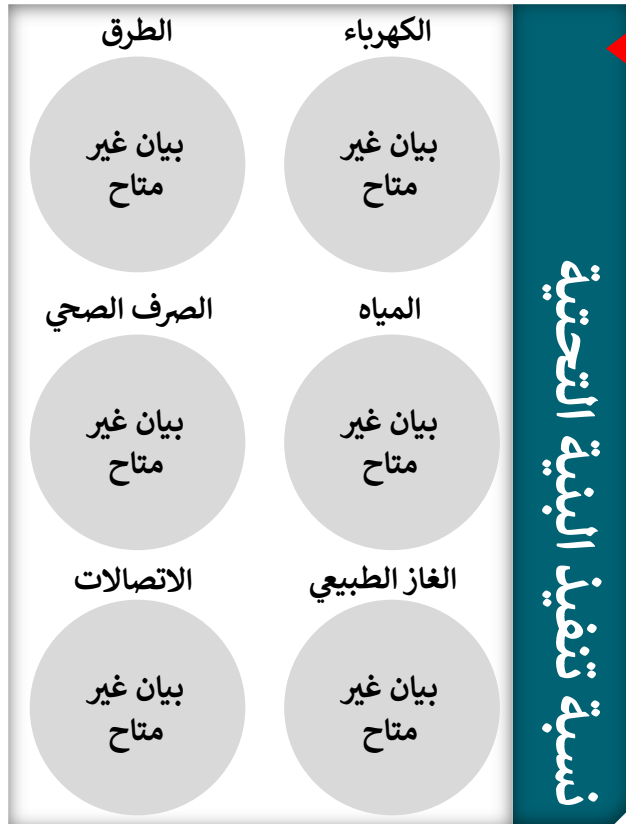 نسبة تنفيذ البنية التحتية
الكهرباء
بيان غير
متاح
الطرق
بيان غير
متاح
المياه
بيان غير
متاح
الصرف الصحي
بيان غير
متاح
الغاز الطبيعي
بيان غير
متاح
الاتصالات
بيان غير
متاح